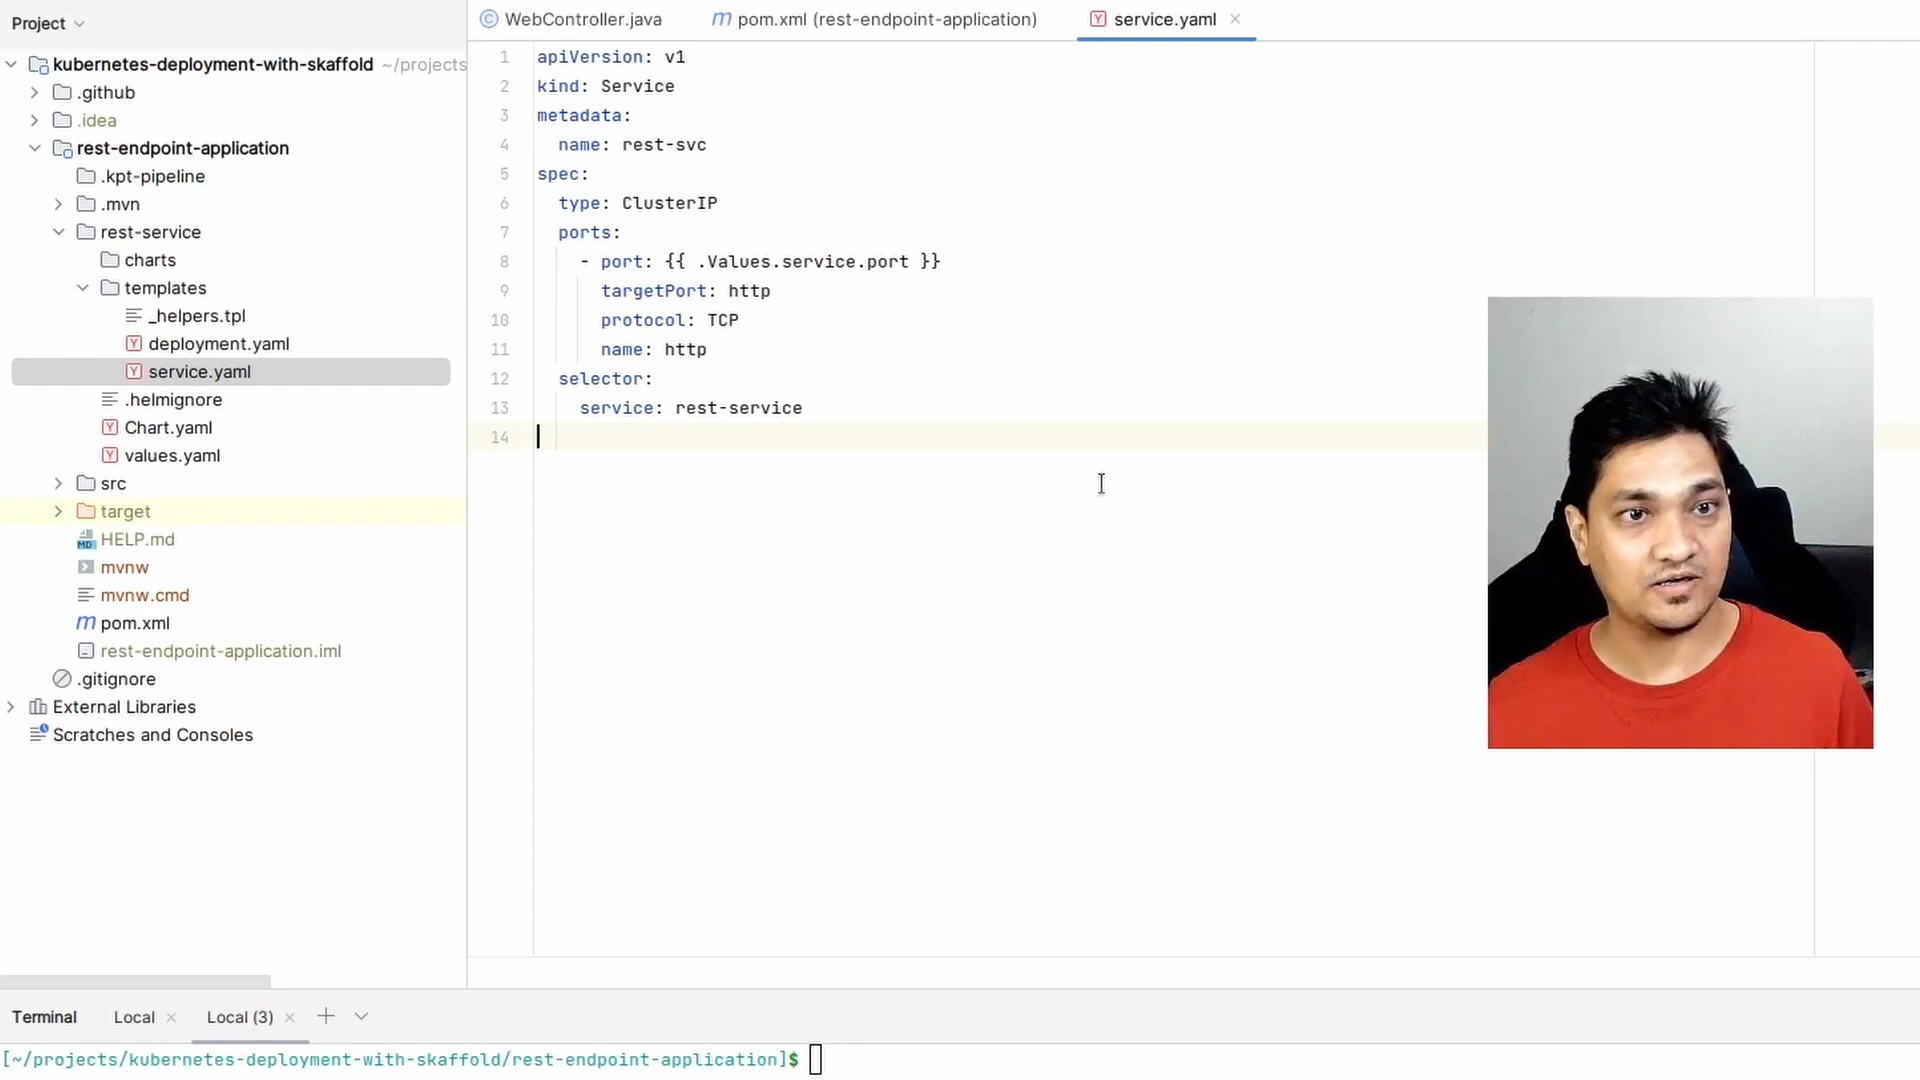 Project
kubernetes-deployment-with-skaffold ~/projects
.github
.idea
rest-endpoint-application
.kpt-pipeline
.mvn
rest-service
charts
templates
_helpers.tpl
deployment.yaml
service.yaml
.helmignore
Chart.yaml
values.yaml
src
target
HELP.md
mvnw
mvnw.cmd
pom.xml
rest-endpoint-application.iml
.gitignore
External Libraries
Scratches and Consoles
WebController.java pom.xml (rest-endpoint-application) service.yaml
1 apiVersion: v1
2 kind: Service
3 metadata:
4 name: rest-svc
5 spec:
6 type: ClusterIP
7 ports:
8 - port: {{ .Values.service.port }}
9 targetPort: http
10 protocol: TCP
11 name: http
12 selector:
13 service: rest-service
14
Terminal Local Local (3)
[~/projects/kubernetes-deployment-with-skaffold/rest-endpoint-application]$